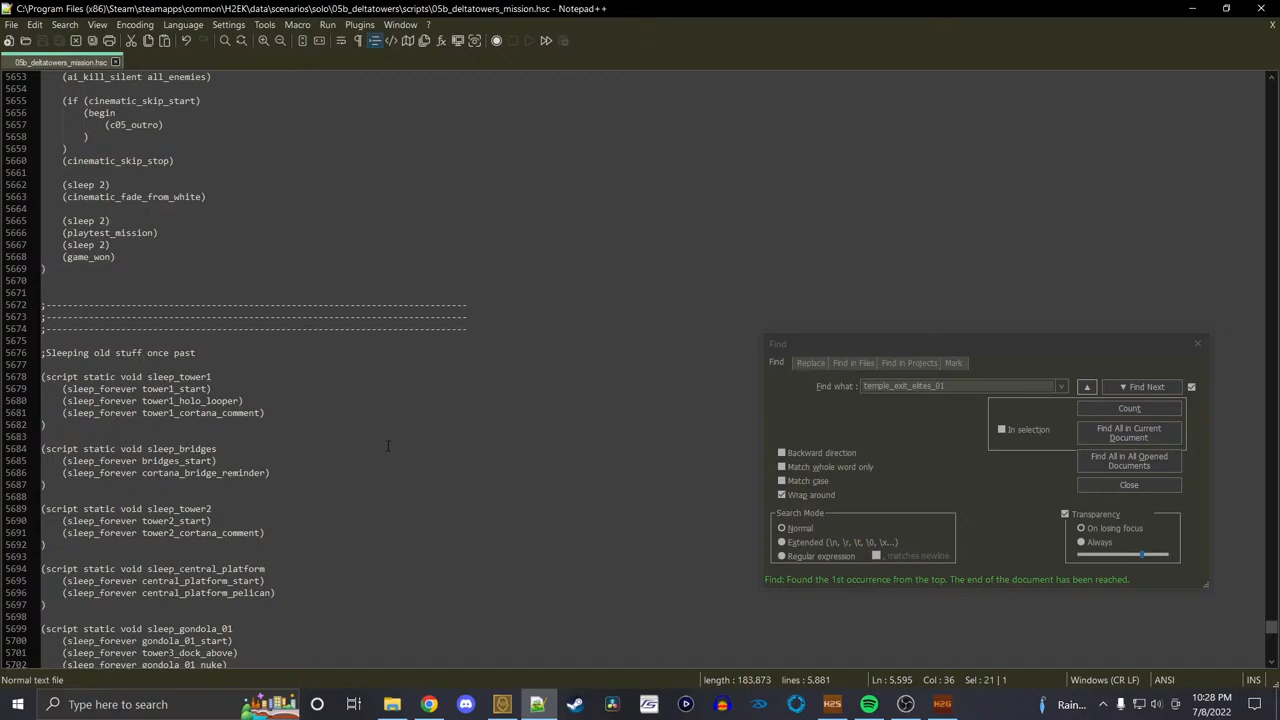 C:\Program Files (x86)\Steam\steamapps\common\H2EK\data\scenarios\solo\05b_deltatowers\scripts\05b_deltatowers_mission.hsc - Notepad++
File Edit Search View Encoding Language Settings Tools Macro Run Plugins Window ?
05b_deltatowers_mission.hsc
5653 (ai_kill_silent all_enemies)
5654
5655 (if (cinematic_skip_start)
5656 (begin
5657 (c05_outro)
5658 )
5659 )
5660 (cinematic_skip_stop)
5661
5662 (sleep 2)
5663 (cinematic_fade_from_white)
5664
5665 (sleep 2)
5666 (playtest_mission)
5667 (sleep 2)
5668 (game_won)
5669 )
5670
5671
5672 ;-------------------------------------------------------------------------------
5673 ;-------------------------------------------------------------------------------
5674 ;-------------------------------------------------------------------------------
5675
5676 ;Sleeping old stuff once past
5677
5678 (script static void sleep_tower1
5679 (sleep_forever tower1_start)
5680 (sleep_forever tower1_holo_looper)
5681 (sleep_forever tower1_cortana_comment)
5682 )
5683
5684 (script static void sleep_bridges
5685 (sleep_forever bridges_start)
5686 (sleep_forever cortana_bridge_reminder)
5687 )
5688
5689 (script static void sleep_tower2
5690 (sleep_forever tower2_start)
5691 (sleep_forever tower2_cortana_comment)
5692 )
5693
5694 (script static void sleep_central_platform
5695 (sleep_forever central_platform_start)
5696 (sleep_forever central_platform_pelican)
5697 )
5698
5699 (script static void sleep_gondola_01
5700 (sleep_forever gondola_01_start)
5701 (sleep_forever tower3_dock_above)
5702 (sleep_forever gondola_01_nuke)
Find
Find Replace Find in Files Find in Projects Mark
Find what : temple_exit_elites_01
▲ ▼ Find Next
Count
In selection
Find All in Current Document
Find All in All Opened Documents
Close
Backward direction
Match whole word only
Match case
Wrap around
Search Mode
Normal
Extended (\n, \r, \t, \0, \x...)
Regular expression . matches newline
Transparency
On losing focus
Always
Find: Found the 1st occurrence from the top. The end of the document has been reached.
Normal text file length : 183,873 lines : 5,881 Ln : 5,595 Col : 36 Sel : 21 | 1 Windows (CR LF) ANSI INS
Type here to search
H2S H2G
Rain...
10:28 PM
7/8/2022